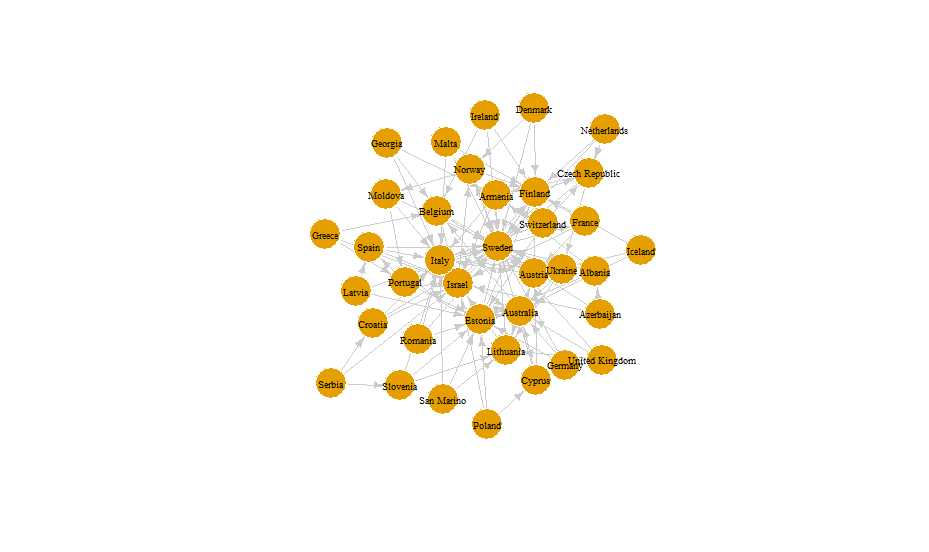 Denmark
Ireland
Netherlands
Georgia
Malta
Norway
Czech Republic
Moldova
Armenia
Finland
Belgium
Switzerland
France
Greece
Spain
Sweden
Iceland
Italy
Austria
Ukraine
Albania
Portugal
Israel
Latvia
Croatia
Estonia
Australia
Azerbaijan
Romania
Lithuania
Germany
United Kingdom
Serbia
Slovenia
Cyprus
San Marino
Poland